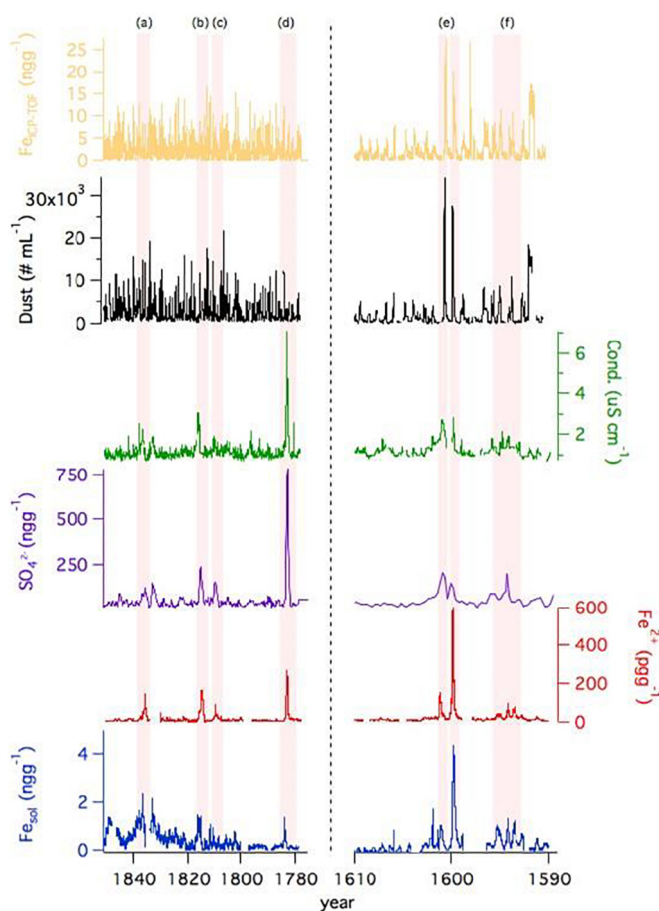 (a) (b) (c) (d) (e) (f)
Fe_ICP-TOF (ngg⁻¹)
25
20
15
10
5
0
Dust (# mL⁻¹)
30x10³
20
10
0
Cond. (uS cm⁻¹)
6
4
2
SO₄²⁻ (ngg⁻¹)
750
500
250
Fe²⁺ (pgg⁻¹)
600
400
200
0
Fe_sol (ngg⁻¹)
4
2
0
1840 1820 1800 1780 1610 1600 1590
year